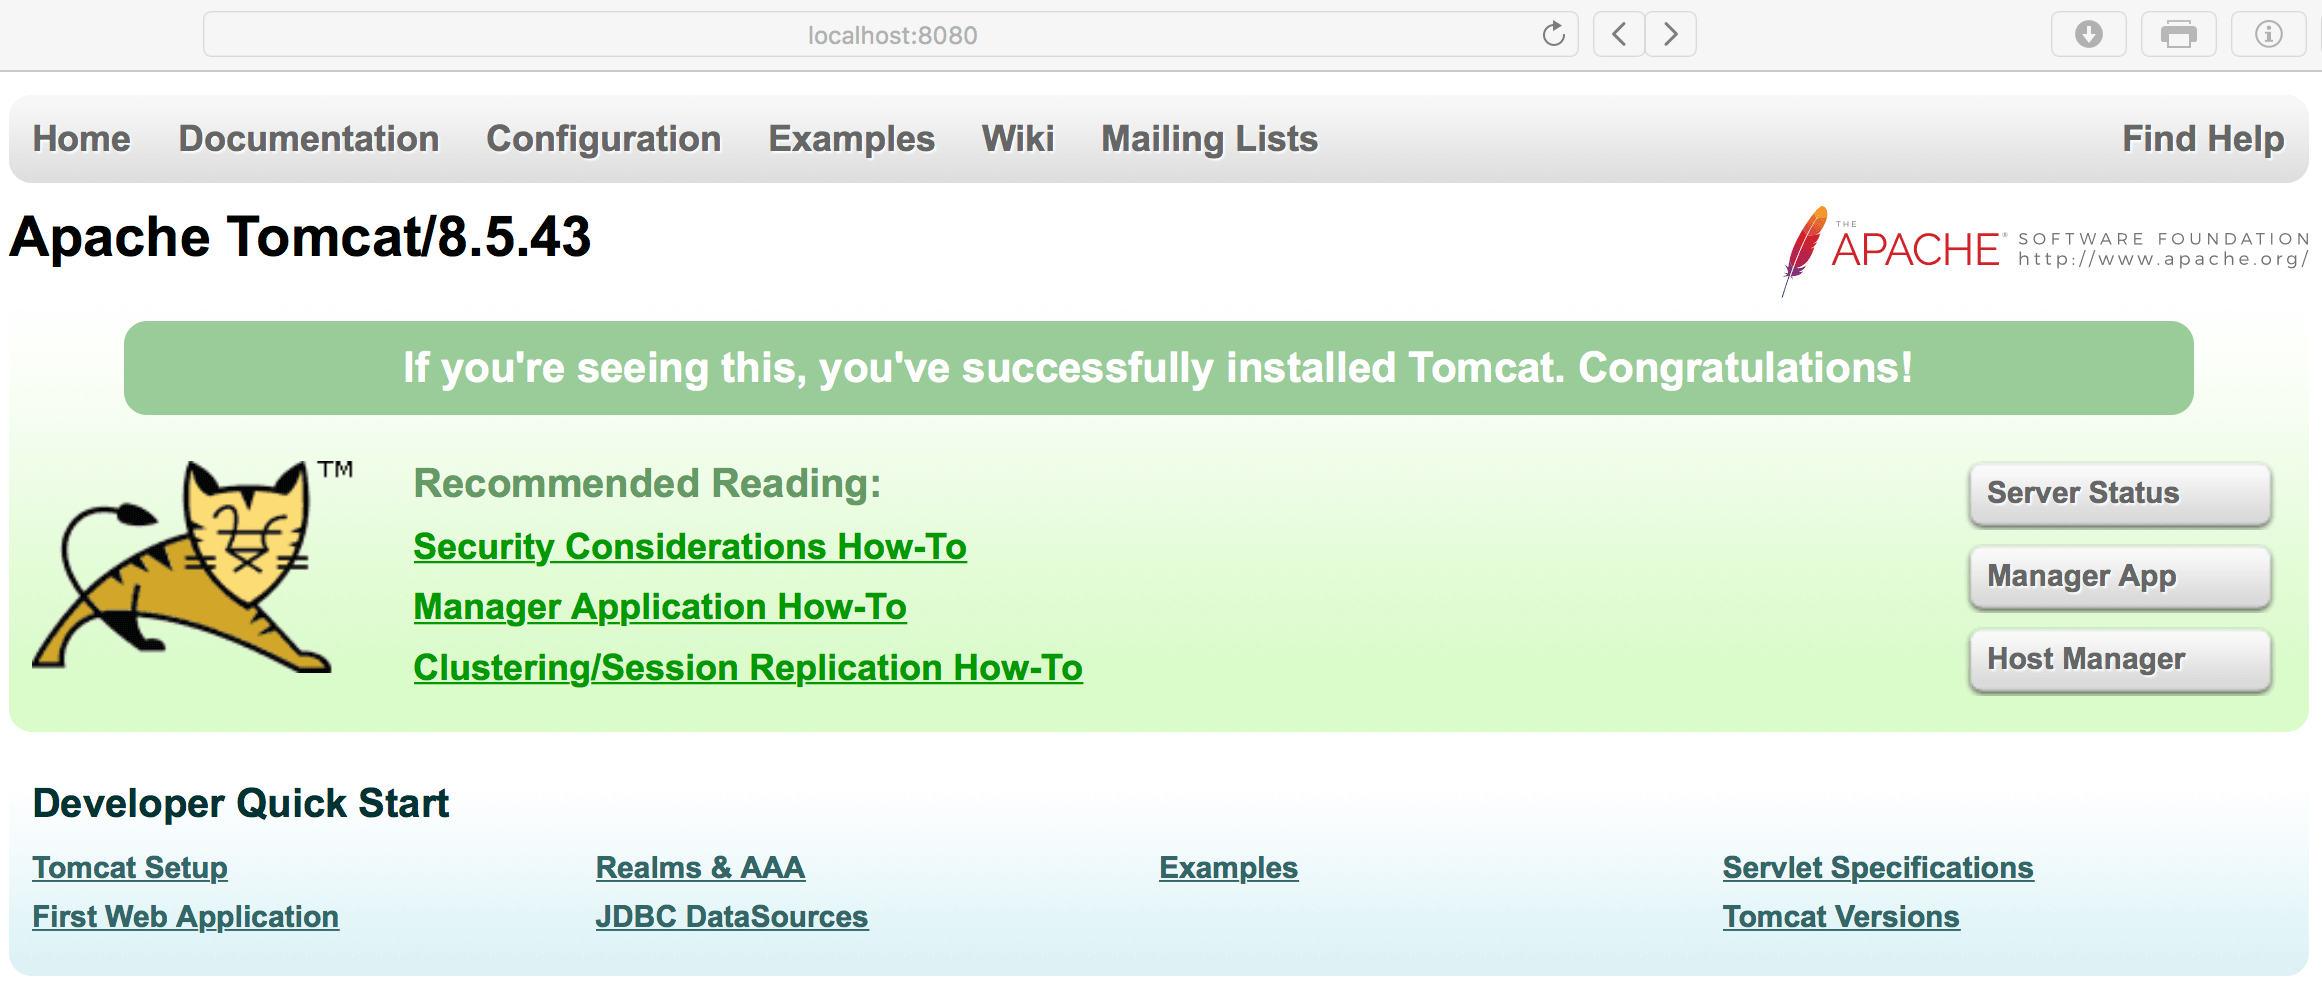 localhost:8080
Home Documentation Configuration Examples Wiki Mailing Lists Find Help
Apache Tomcat/8.5.43
THE
APACHE® SOFTWARE FOUNDATION
http://www.apache.org/
If you're seeing this, you've successfully installed Tomcat. Congratulations!
TM
Recommended Reading:
Security Considerations How-To
Manager Application How-To
Clustering/Session Replication How-To
Server Status
Manager App
Host Manager
Developer Quick Start
Tomcat Setup Realms & AAA Examples Servlet Specifications
First Web Application JDBC DataSources Tomcat Versions